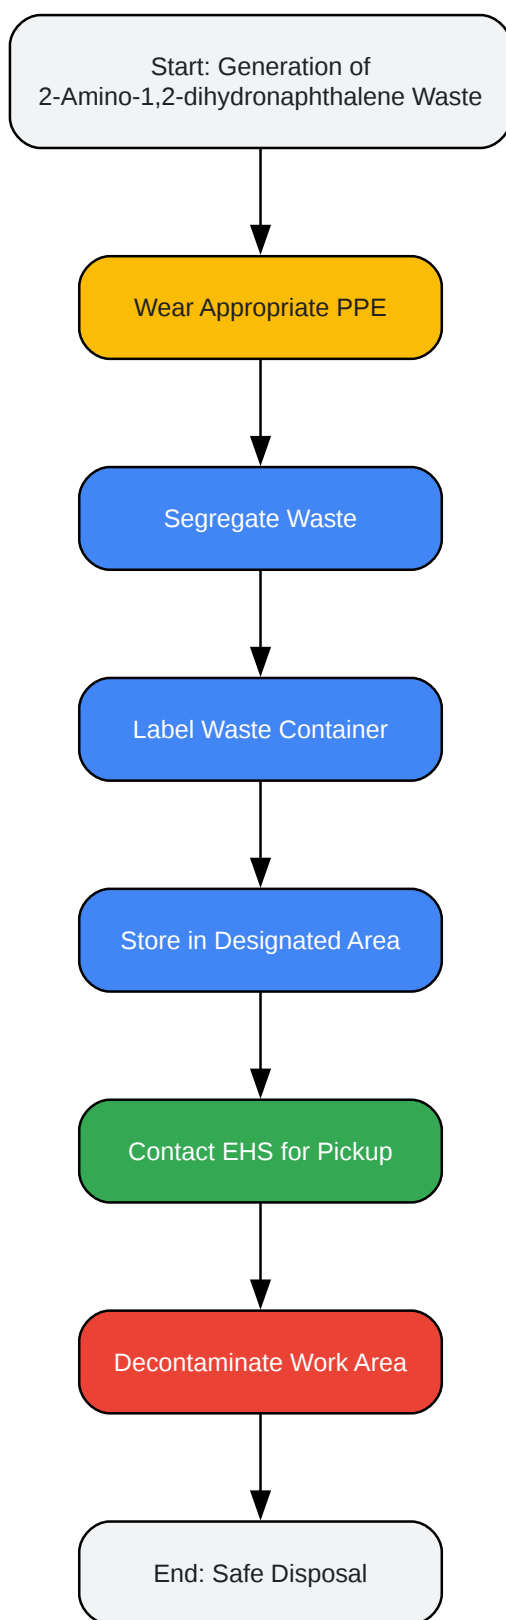 Start: Generation of
2-Amino-1,2-dihydronaphthalene Waste
Wear Appropriate PPE
Segregate Waste
Label Waste Container
Store in Designated Area
Contact EHS for Pickup
Decontaminate Work Area
End: Safe Disposal